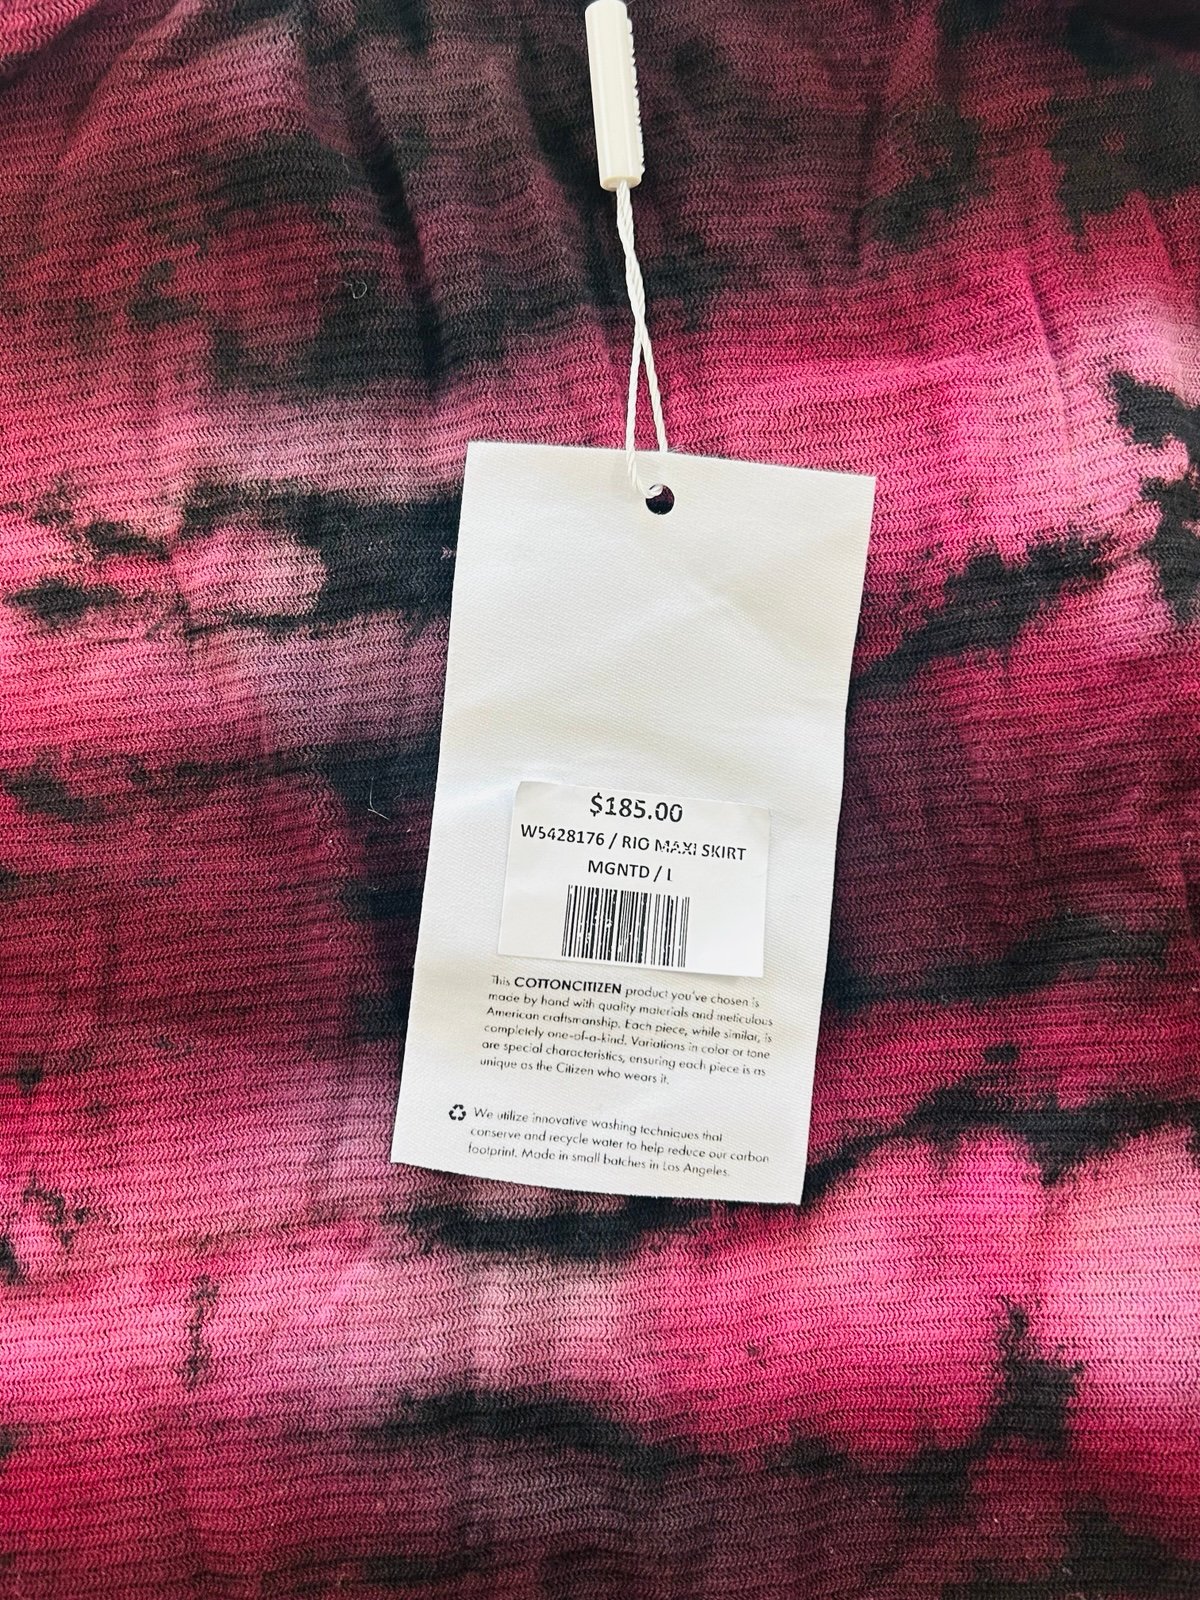 $185.00
W5428176 / RIO MAXI SKIRT
MGNTD / L
This COTTONCITIZEN product you've chosen is
made by hand with quality materials and meticulous
American craftsmanship. Each piece, while similar, is
completely one-of-a-kind. Variations in color or tone
are special characteristics, ensuring each piece is as
unique as the Citizen who wears it.
We utilize innovative washing techniques that
conserve and recycle water to help reduce our carbon
footprint. Made in small batches in Los Angeles.